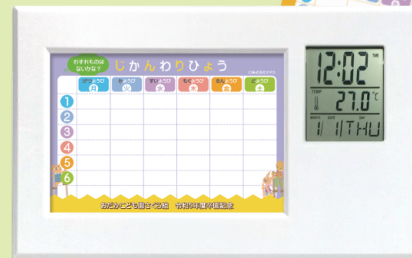 わすれものは
ないかな？
じかんわりひょう
げつようび かようび すいようび もくようび きんようび どようび
月 火 水 木 金 土
1
2
3
4
5
6
12:02
TEMP
27.0℃
MONTH DATE DAY
1 1 THU